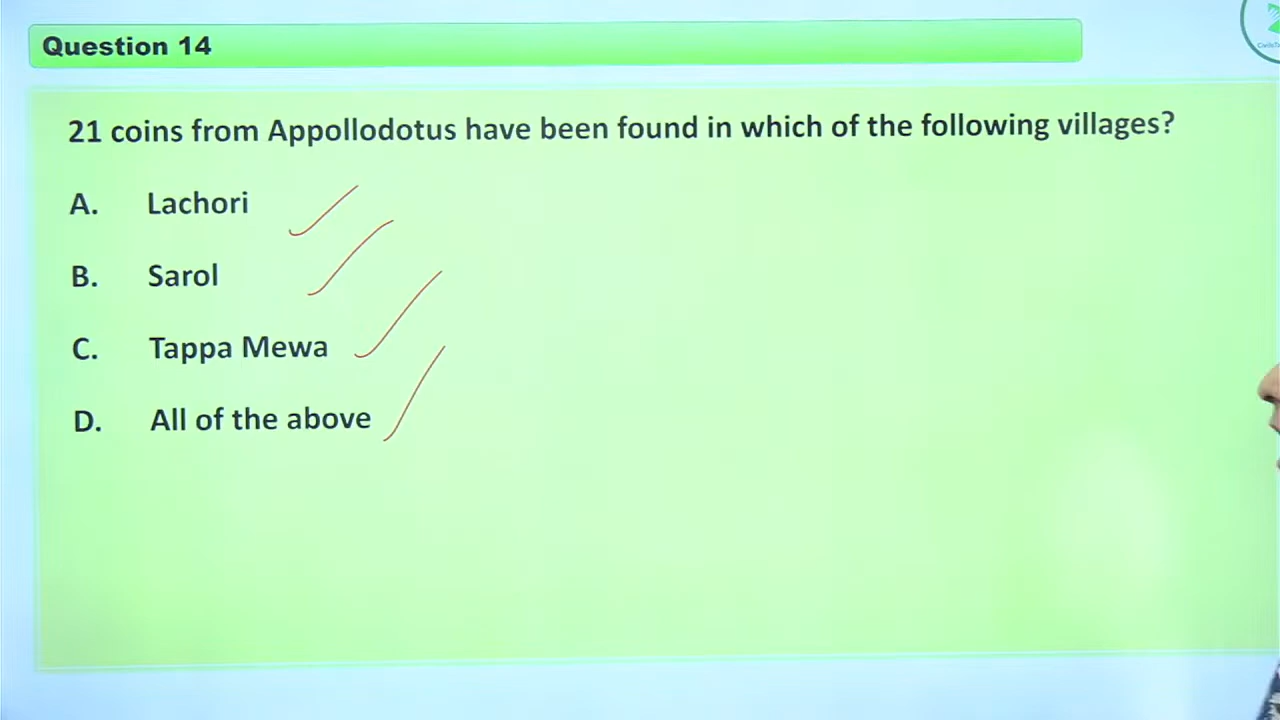 Question 14
21 coins from Appollodotus have been found in which of the following villages?
A. Lachori
B. Sarol
C. Tappa Mewa
D. All of the above